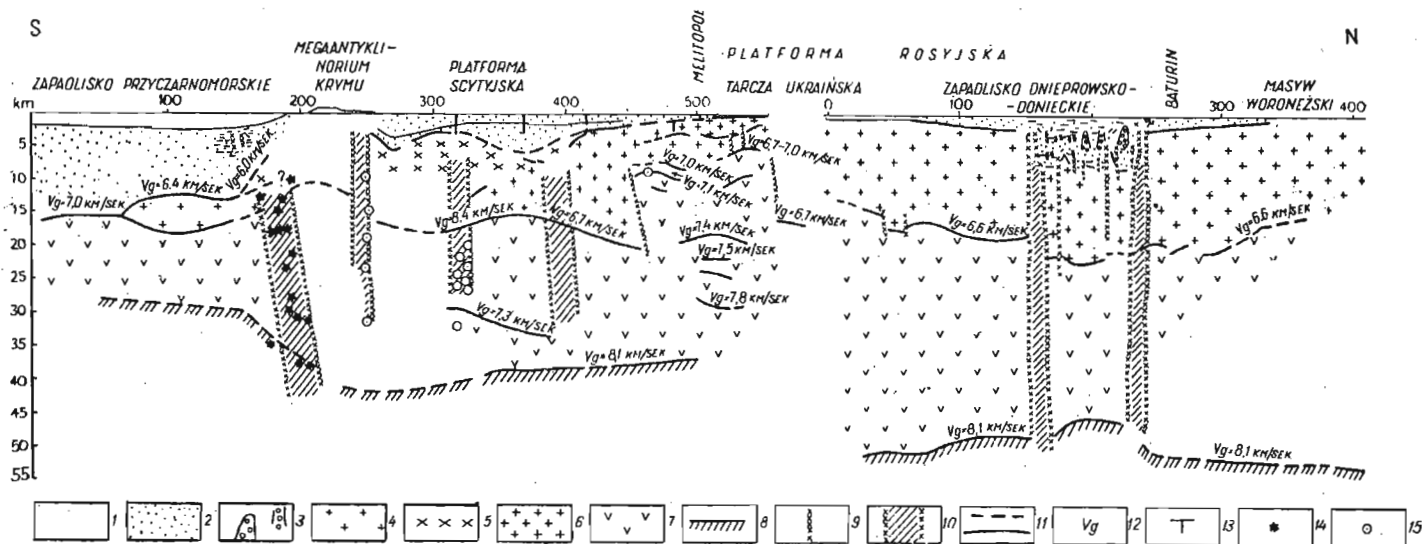 S
N
MEGAANTYKLI-
NORIUM
KRYMU
PLATFORMA
SCYTYJSKA
MELITOPOL
PLATFORMA ROSYJSKA
TARCZA UKRAIŃSKA
ZAPADLISKO DNIEPROWSKO-
-DONIECKIE
BATURIN
MASYW
WORONEŻSKI
ZAPADLISKO PRZYCZARNOMORSKIE
km 100 200 300 400 500 0 100 300 400
5
10
15
20
25
30
35
40
45
50
55
Vg=6.4 KM/SEK
Vg=6,0 KM/SEK
?
Vg=7,0 KM/SEK
Vg=8.4 KM/SEK
Vg=6.7 KM/SEK
Vg=7,3 KM/SEK
Vg=8,1 KM/SEK
Vg=6,7-7,0 KM/SEK
Vg=7,0 KM/SEK
Vg=7.1 KM/SEK
Vg=6,7 KM/SEK
Vg=7.4 KM/SEK
Vg=7.5 KM/SEK
Vg=7,8 KM/SEK
Vg=6,6 KM/SEK
Vg=6,6 KM/SEK
Vg=8,1 KM/SEK
Vg=8,1 KM/SEK
1 2 3 4 5 6 7 8 9 10 11 Vg 12 13 14 15